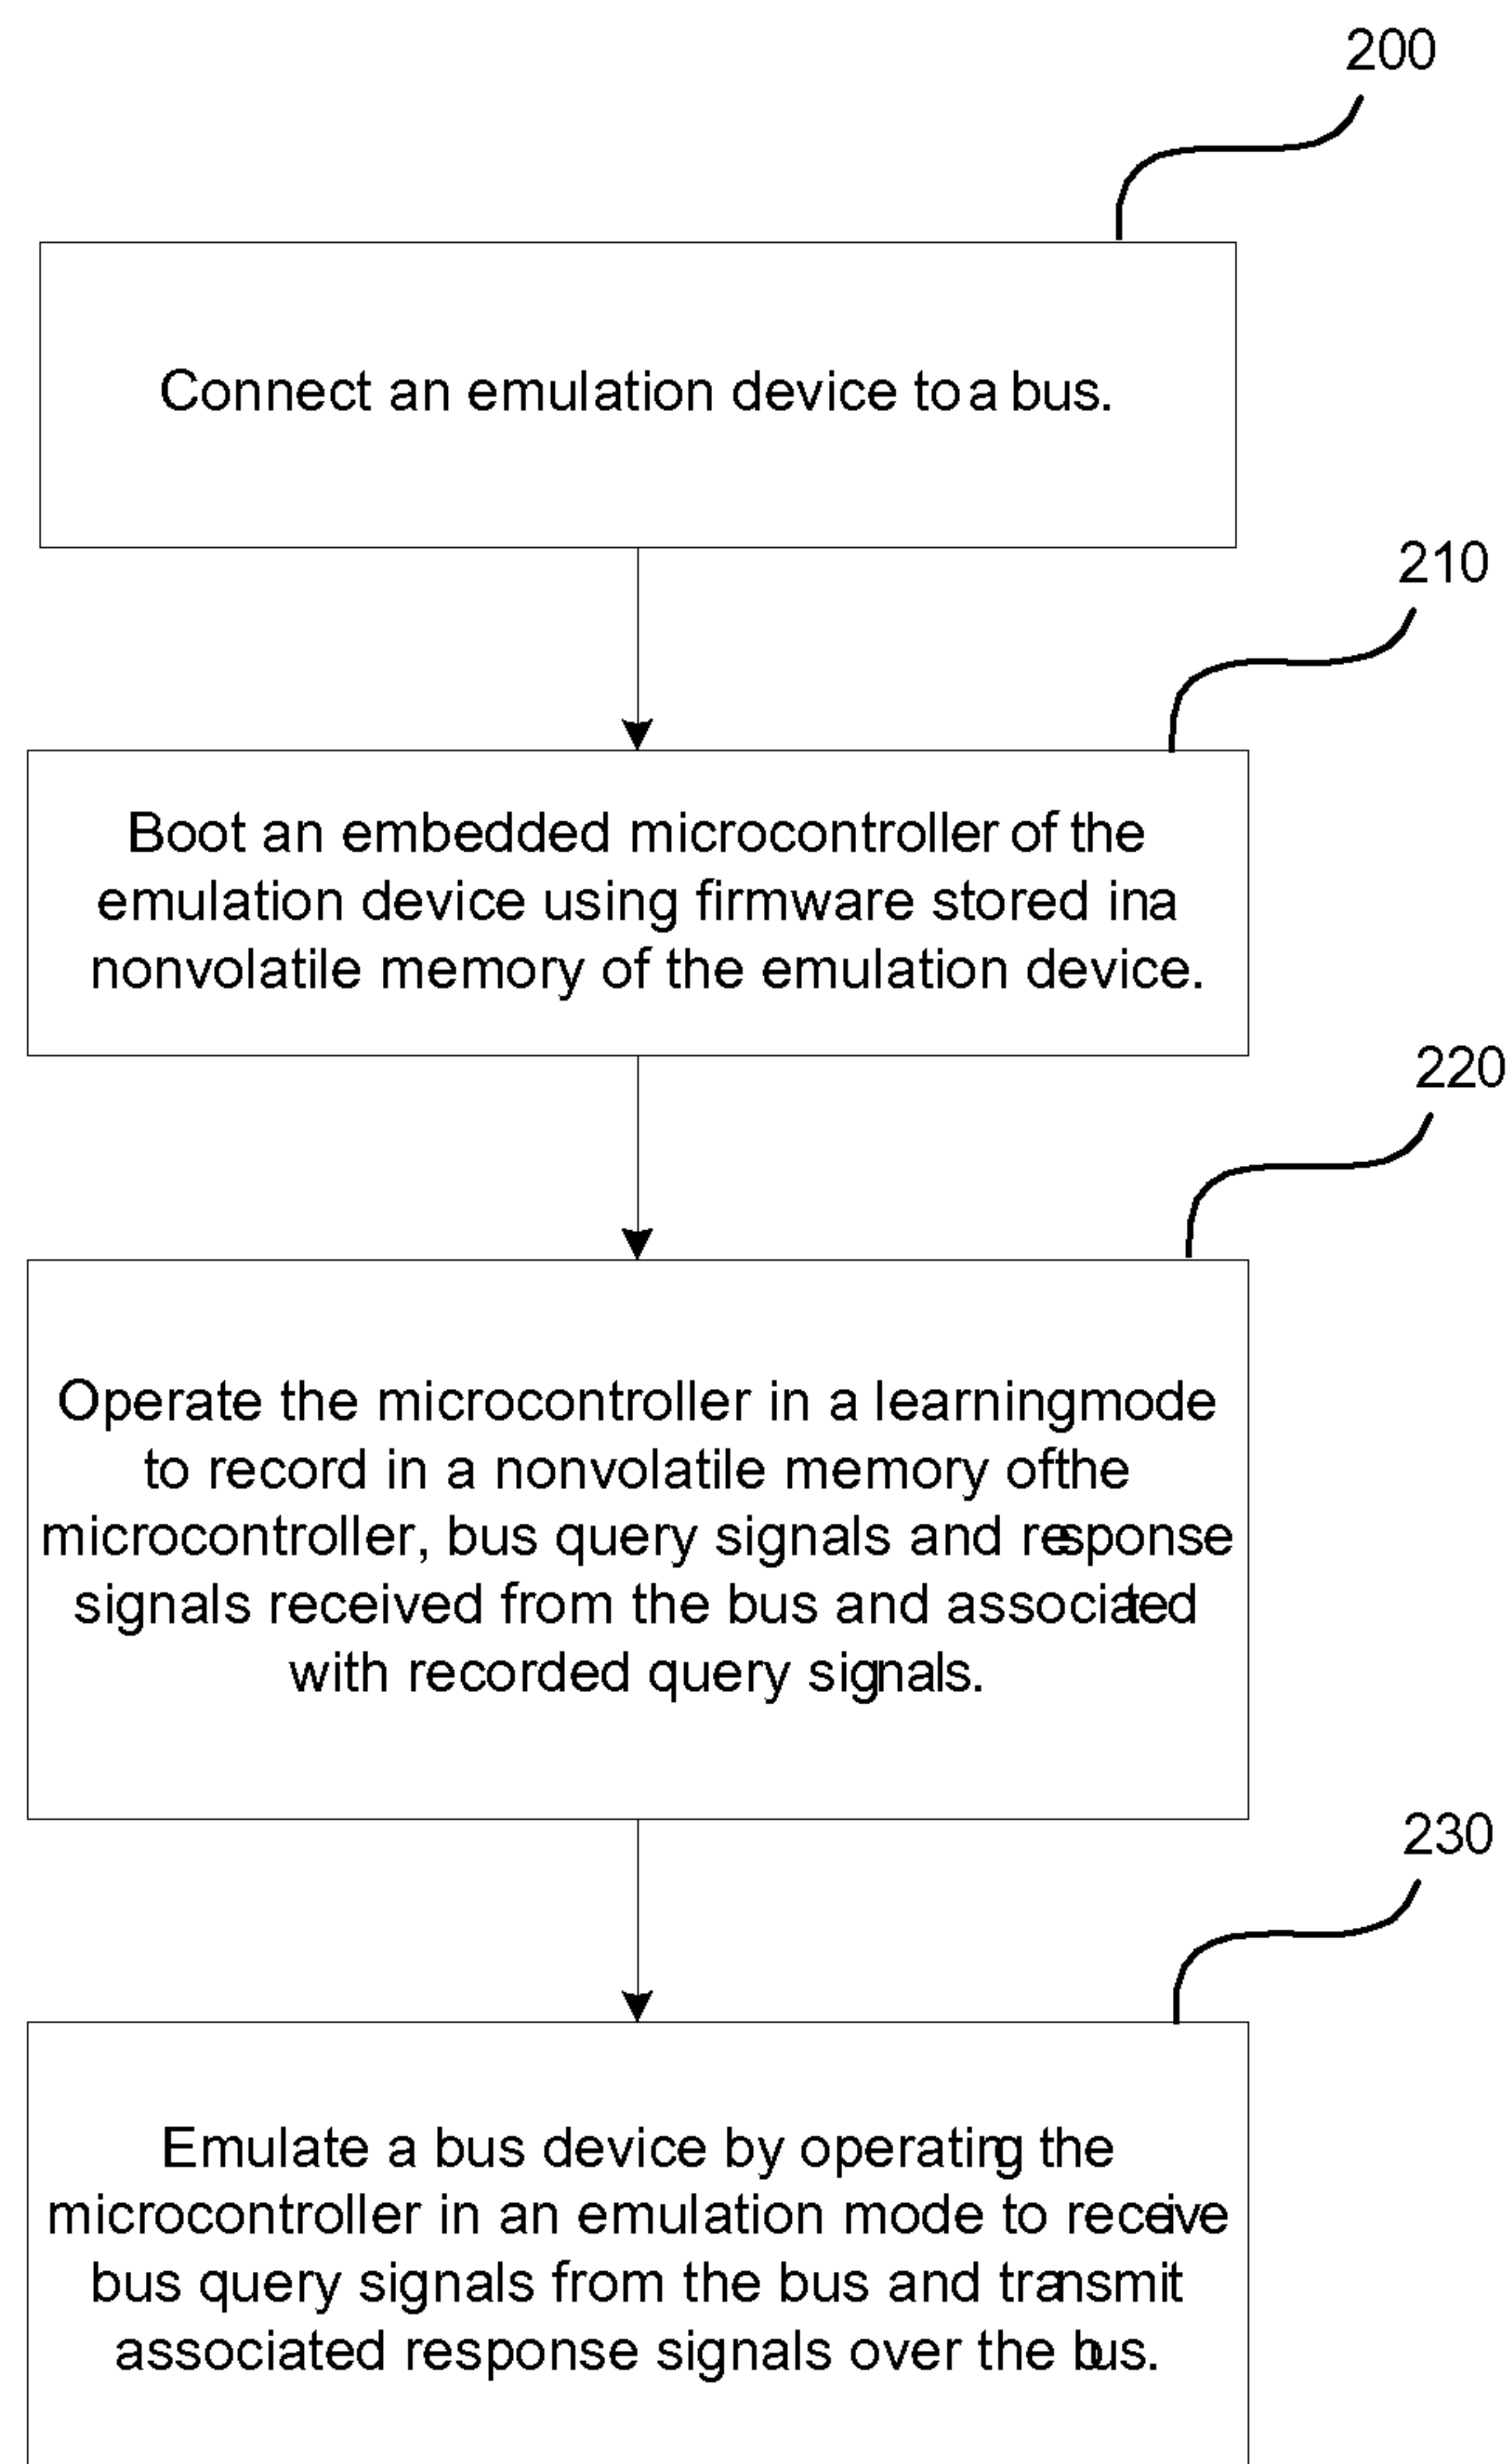 200
Connect an emulation device to a bus.
210
Boot an embedded microcontroller of the
emulation device using firmware stored in a
nonvolatile memory of the emulation device.
220
Operate the microcontroller in a learning mode
to record in a nonvolatile memory of the
microcontroller, bus query signals and response
signals received from the bus and associated
with recorded query signals.
230
Emulate a bus device by operating the
microcontroller in an emulation mode to receive
bus query signals from the bus and transmit
associated response signals over the bus.